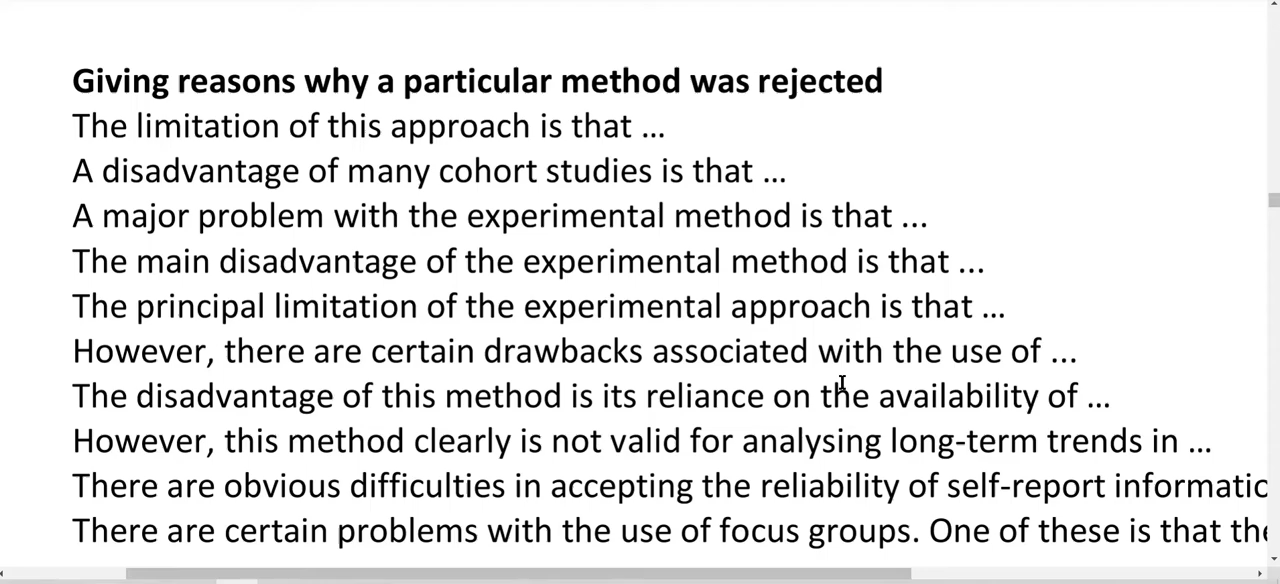 Giving reasons why a particular method was rejected
The limitation of this approach is that ...
A disadvantage of many cohort studies is that ...
A major problem with the experimental method is that ...
The main disadvantage of the experimental method is that ...
The principal limitation of the experimental approach is that ...
However, there are certain drawbacks associated with the use of ...
The disadvantage of this method is its reliance on the availability of ...
However, this method clearly is not valid for analysing long-term trends in ...
There are obvious difficulties in accepting the reliability of self-report
There are certain problems with the use of focus groups. One of these is that